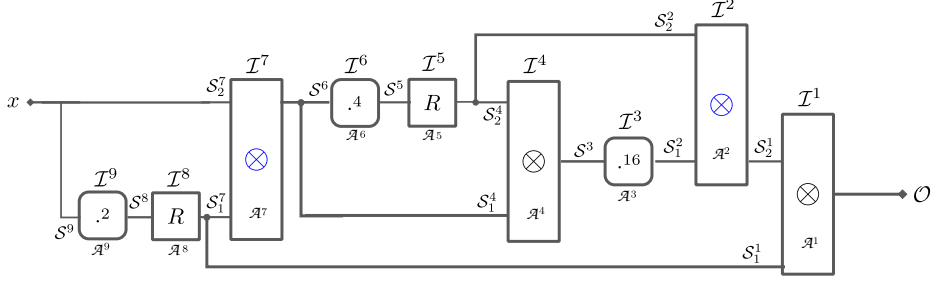 𝓘²
𝓢₂²
𝓘⁷ 𝓘⁶ 𝓘⁵ 𝓘⁴
𝓢₂⁷ 𝓢⁶ .⁴ 𝓢⁵ R 𝓢₂⁴ ⊗ 𝓘¹
x 𝓐⁶ 𝓐⁵ 𝓘³
⊗ ⊗ 𝓢³ .¹⁶ 𝓢₁² 𝓐² 𝓢₂¹
𝓘⁹ 𝓘⁸ 𝓐³ ⊗ 𝓞
𝓢⁹ .² 𝓢⁸ R 𝓢₁⁷ 𝓐⁷ 𝓢₁⁴ 𝓐⁴
𝓐⁹ 𝓐⁸ 𝓢₁¹ 𝓐¹